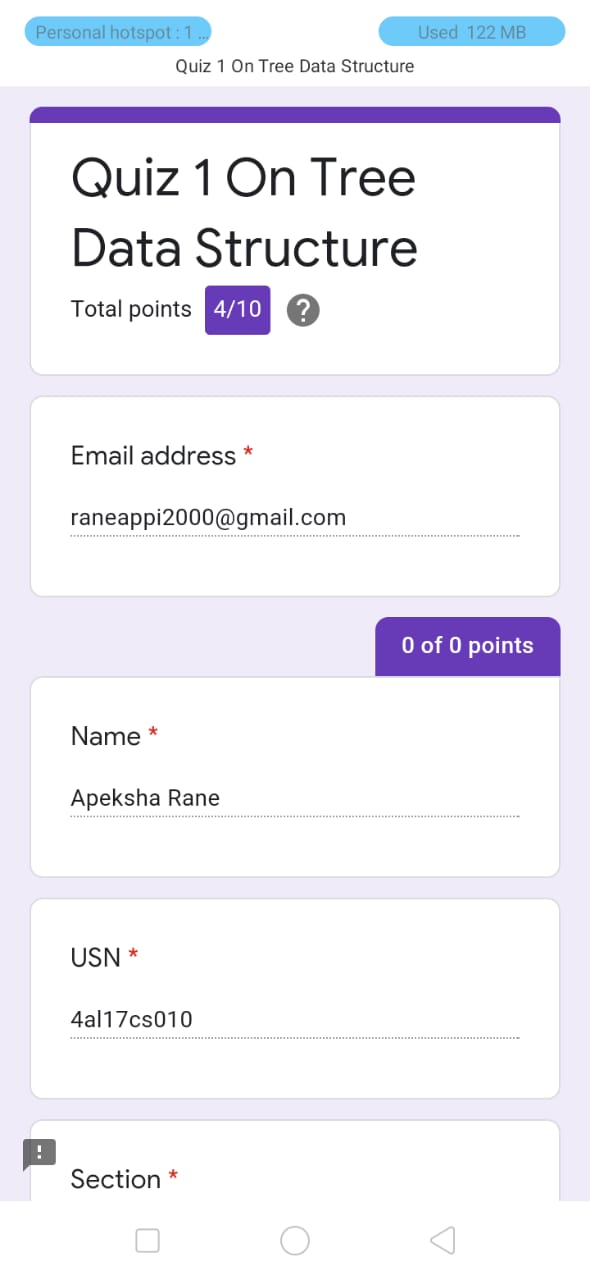 Personal hotspot : 1 ...
Used 122 MB
Quiz 1 On Tree Data Structure
Quiz 1 On Tree
Data Structure
Total points 4/10 ?
Email address *
raneappi2000@gmail.com
0 of 0 points
Name *
Apeksha Rane
USN *
4al17cs010
!
Section *